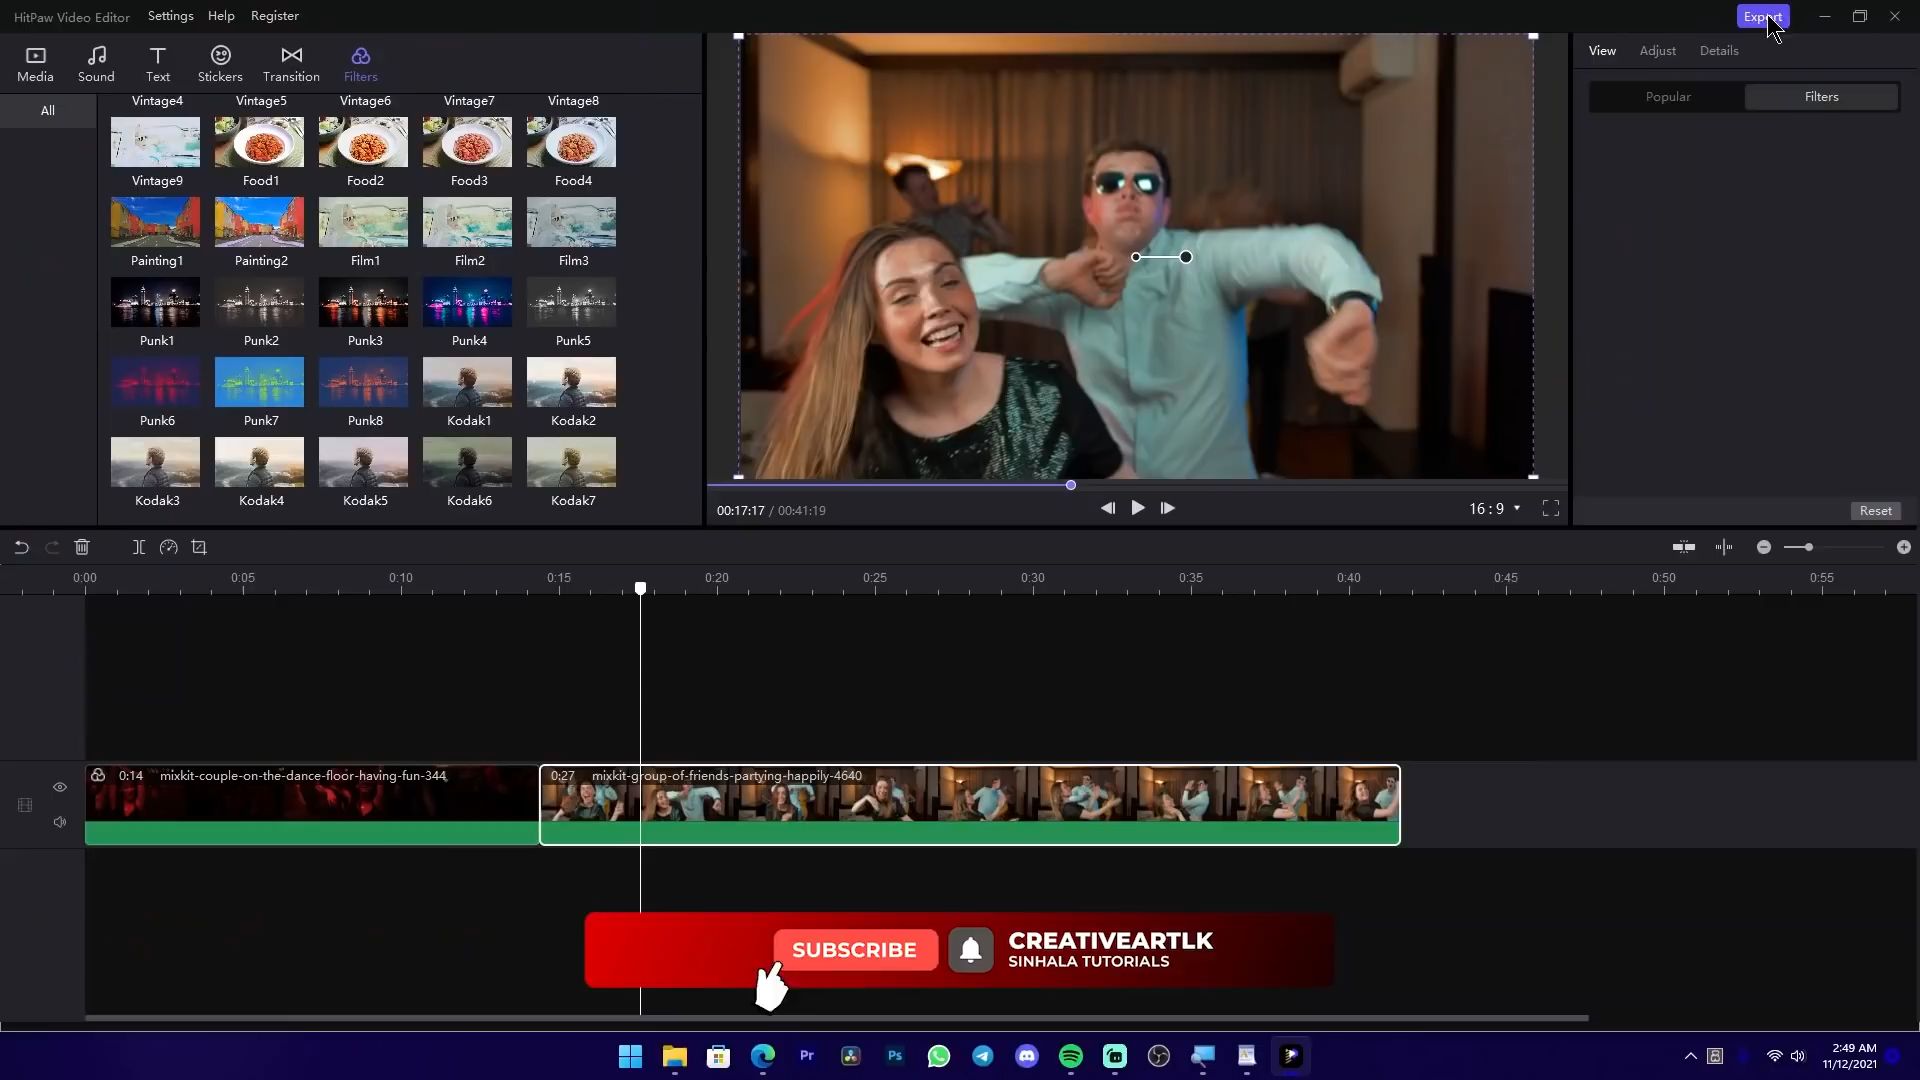 HitPaw Video Editor
Settings Help Register
Export
Media Sound Text Stickers Transition Filters
View Adjust Details
All
Popular Filters
Vintage4 Vintage5 Vintage6 Vintage7 Vintage8
Vintage9 Food1 Food2 Food3 Food4
Painting1 Painting2 Film1 Film2 Film3
Punk1 Punk2 Punk3 Punk4 Punk5
Punk6 Punk7 Punk8 Kodak1 Kodak2
Kodak3 Kodak4 Kodak5 Kodak6 Kodak7
00:17:17 / 00:41:19
16:9
Reset
0:00 0:05 0:10 0:15 0:20 0:25 0:30 0:35 0:40 0:45 0:50 0:55
0:14 mixkit-couple-on-the-dance-floor-having-fun-344
0:27 mixkit-group-of-friends-partying-happily-4640
SUBSCRIBE
CREATIVEARTLK
SINHALA TUTORIALS
Pr
Ps
2:49 AM
11/12/2021